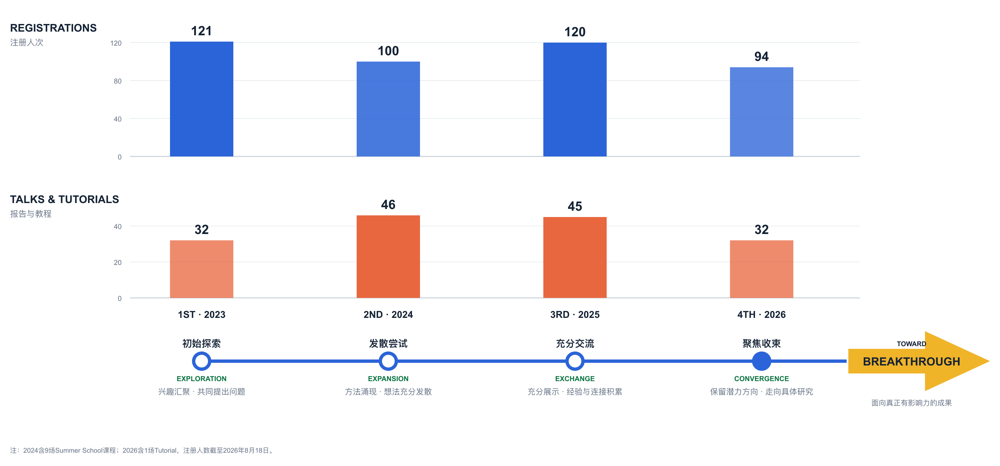 REGISTRATIONS
注册人次
121
100
120
94
120
80
40
0
TALKS & TUTORIALS
报告与教程
32
46
45
32
40
20
0
1ST · 2023
2ND · 2024
3RD · 2025
4TH · 2026
初始探索
发散尝试
充分交流
聚焦收束
TOWARD
BREAKTHROUGH
EXPLORATION
EXPANSION
EXCHANGE
CONVERGENCE
兴趣汇聚 · 共同提出问题
方法涌现 · 想法充分发散
充分展示 · 经验与连接积累
保留潜力方向 · 走向具体研究
面向真正有影响力的成果
注：2024含9场Summer School课程；2026含1场Tutorial，注册人数截至2026年8月18日。